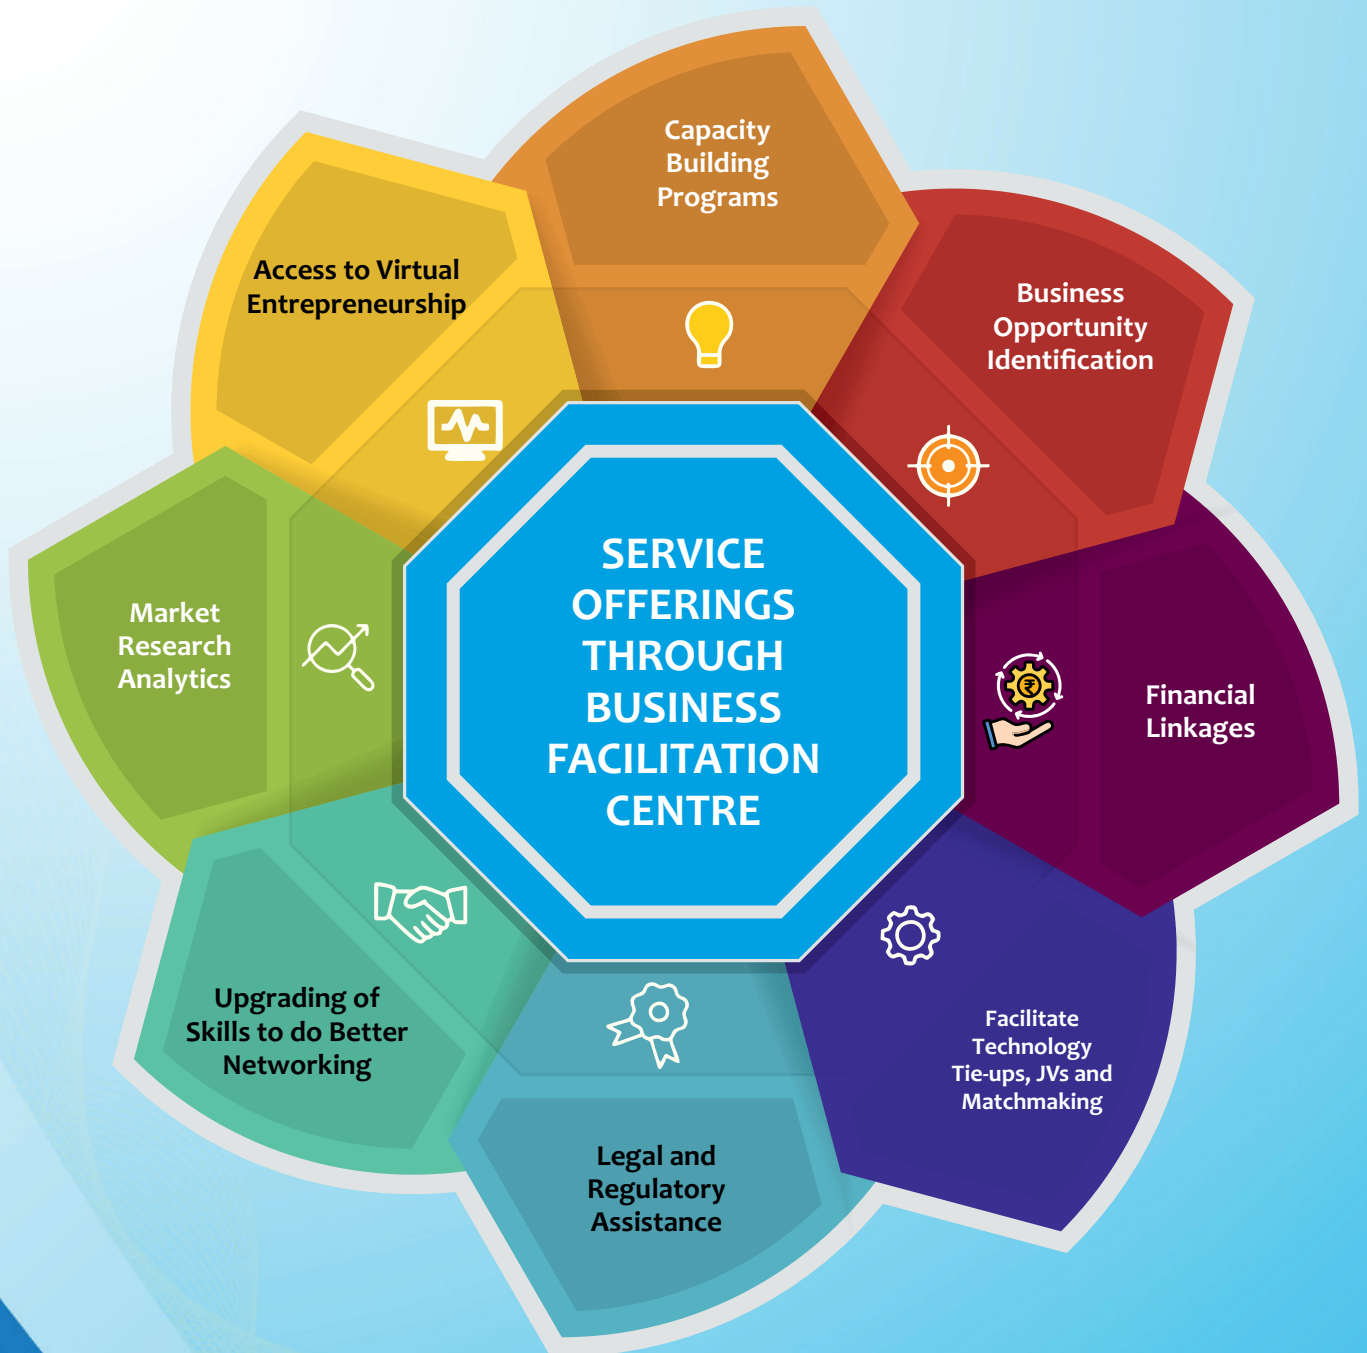 Capacity
Building
Programs
Access to Virtual
Entrepreneurship
Business
Opportunity
Identification
SERVICE
OFFERINGS
THROUGH
BUSINESS
FACILITATION
CENTRE
Market
Research
Analytics
₹
Financial
Linkages
Upgrading of
Skills to do Better
Networking
Facilitate
Technology
Tie-ups, JVs and
Matchmaking
Legal and
Regulatory
Assistance